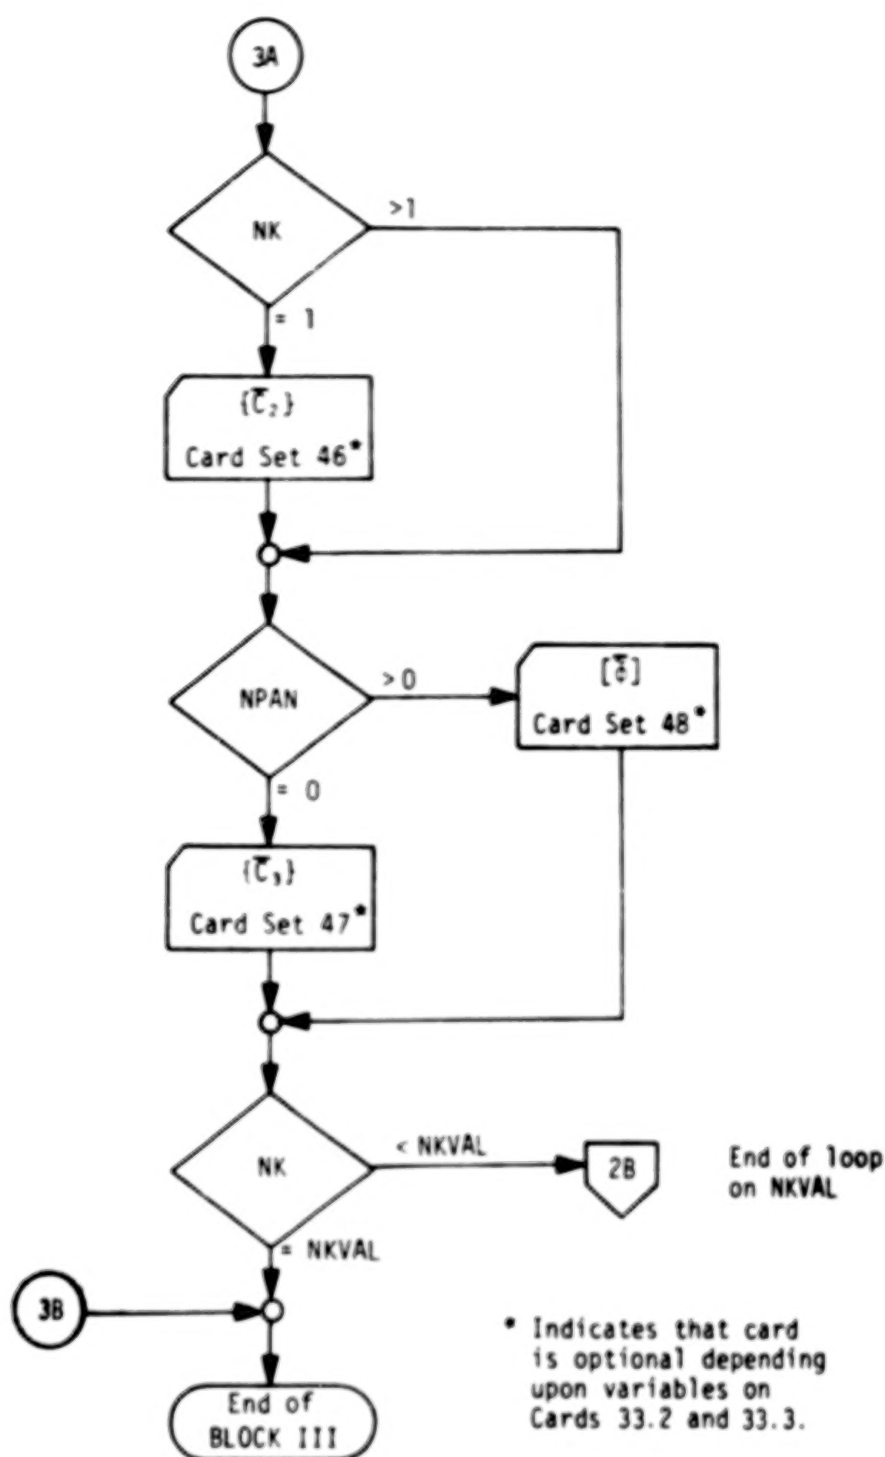 3A
NK
>1
= 1
{C̄₂}
Card Set 46*
NPAN
>0
= 0
Card Set 48*
{C̄₃}
Card Set 47*
NK
< NKVAL
2B
End of loop
on NKVAL
= NKVAL
3B
End of
BLOCK III
* Indicates that card
is optional depending
upon variables on
Cards 33.2 and 33.3.